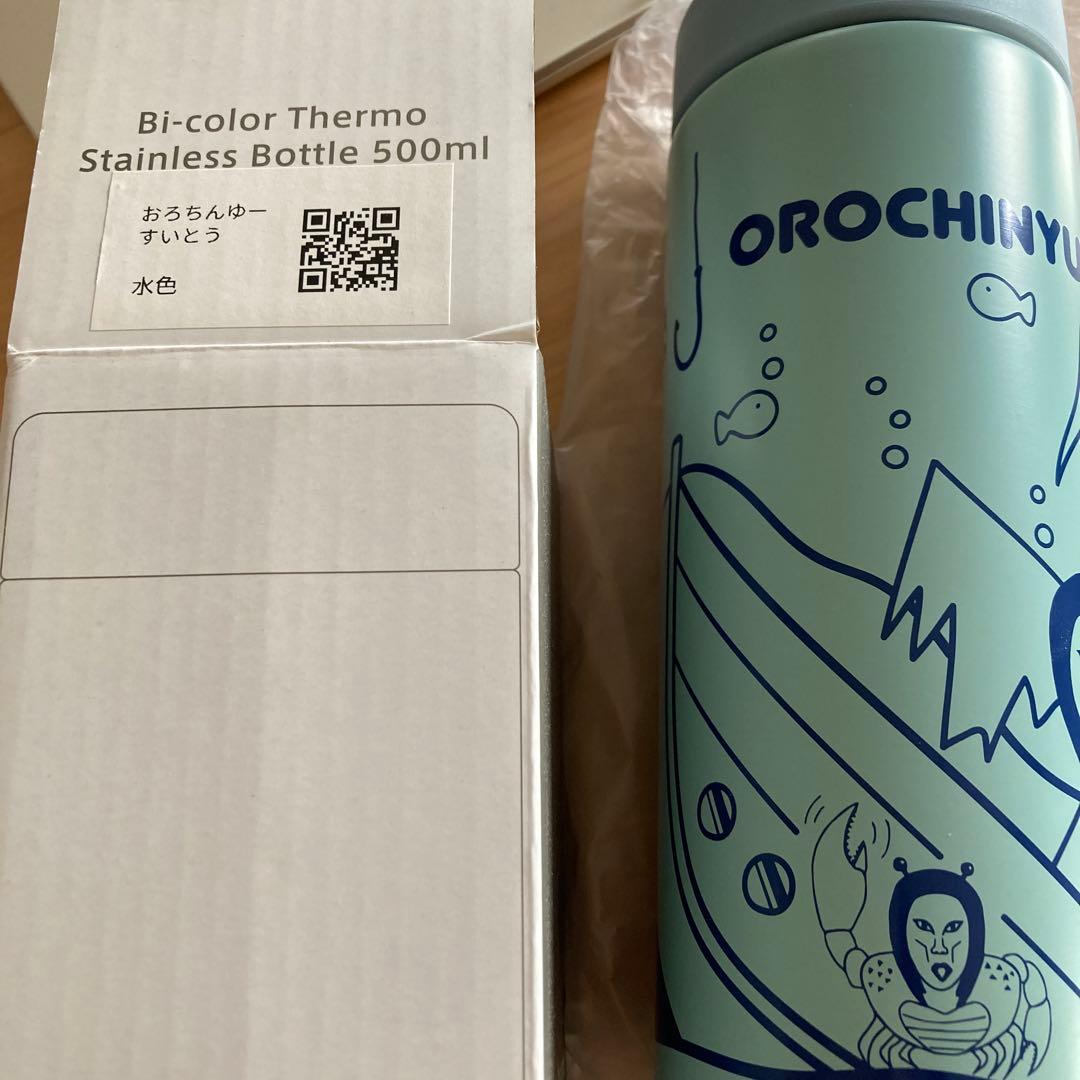 Bi-color Thermo
Stainless Bottle 500ml
おろちんゆー
すいとう
水色
OROCHINYU